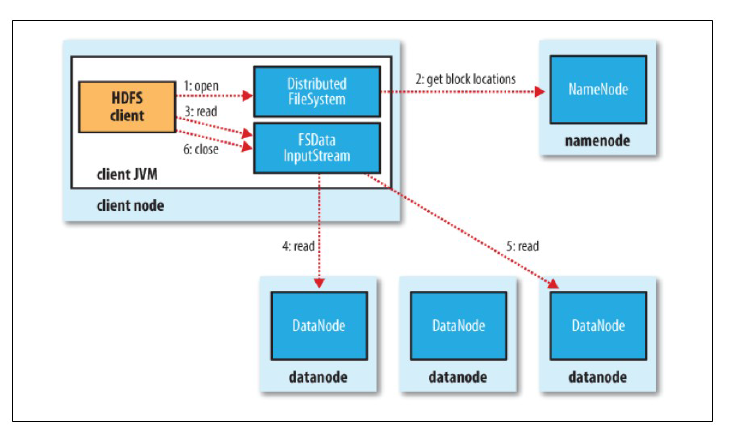 1: open
Distributed
FileSystem
2: get block locations
NameNode
namenode
HDFS
client
3: read
6: close
FSData
InputStream
client JVM
client node
4: read
5: read
DataNode
DataNode
DataNode
datanode
datanode
datanode